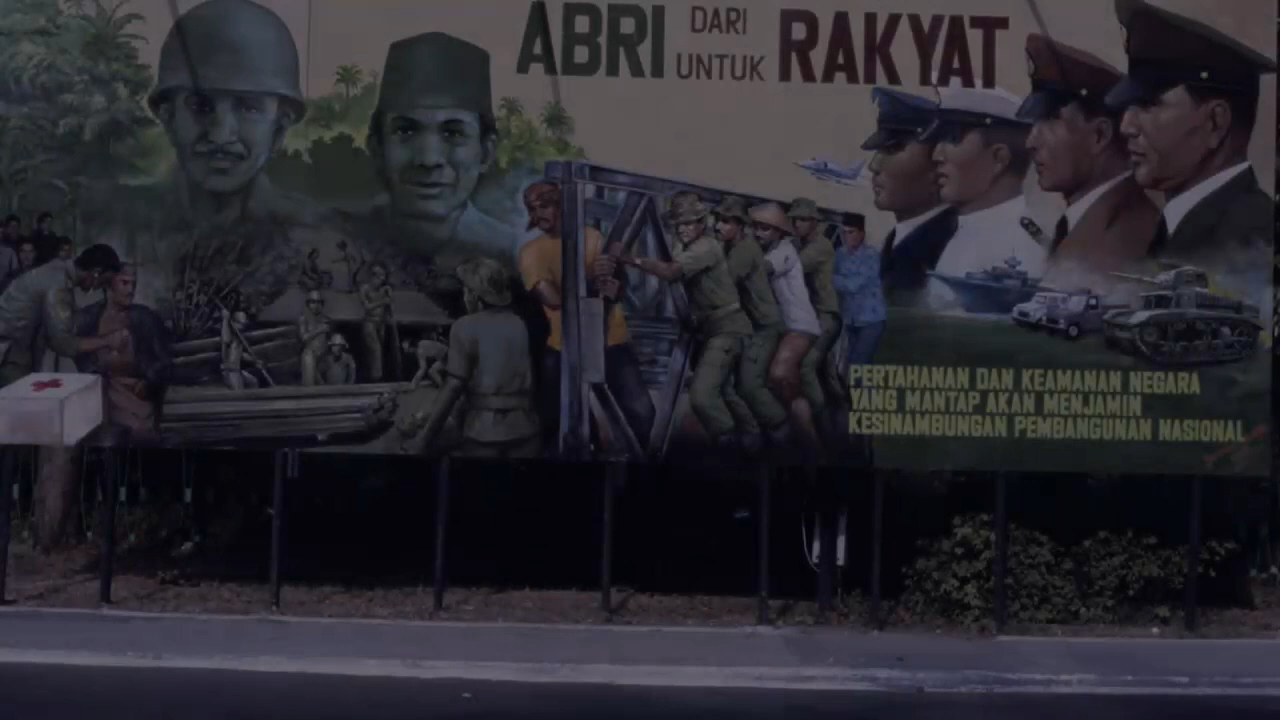 ABRI DARI UNTUK RAKYAT
PERTAHANAN DAN KEAMANAN NEGARA
YANG MANTAP AKAN MENJAMIN
KESINAMBUNGAN PEMBANGUNAN NASIONAL